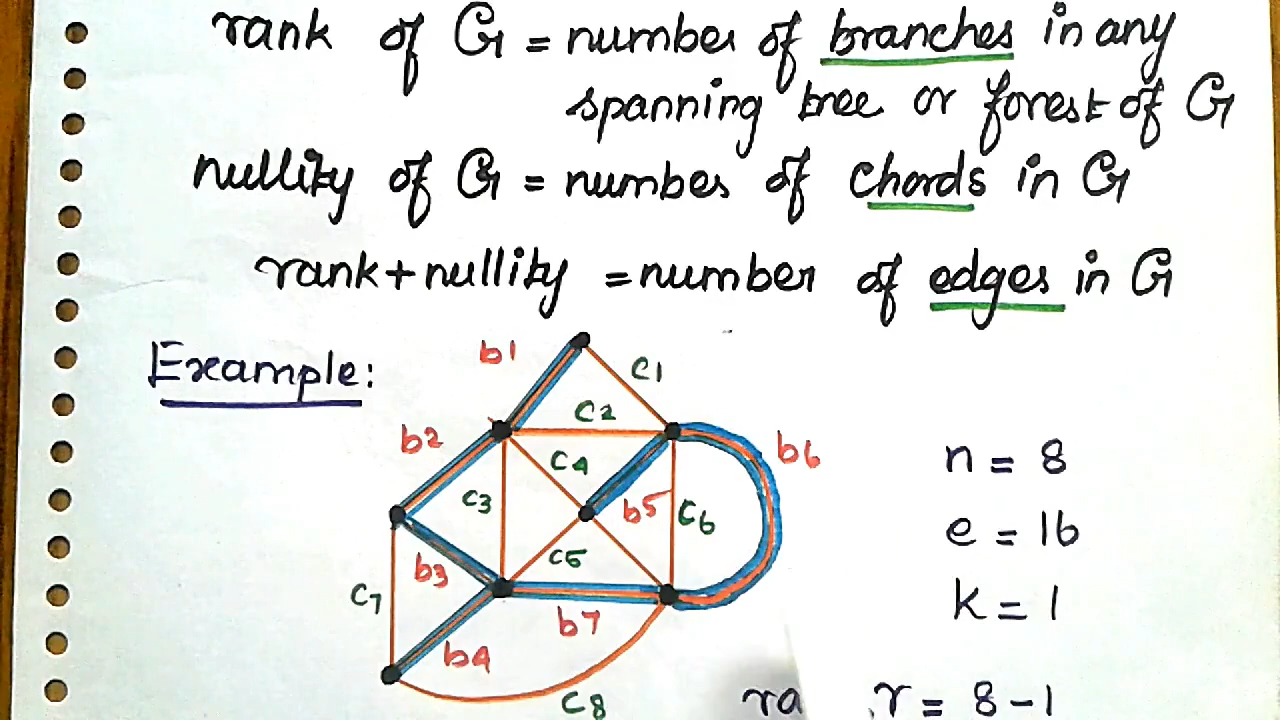 rank of G = number of branches in any
spanning tree or forest of G
nullity of G = number of chords in G
rank + nullity = number of edges in G
Example:
b1
c1
c2
b2
b6
c4
n = 8
c3
b5
c6
e = 16
c5
b3
c7
k = 1
b7
b4
c8
r = 8 - 1